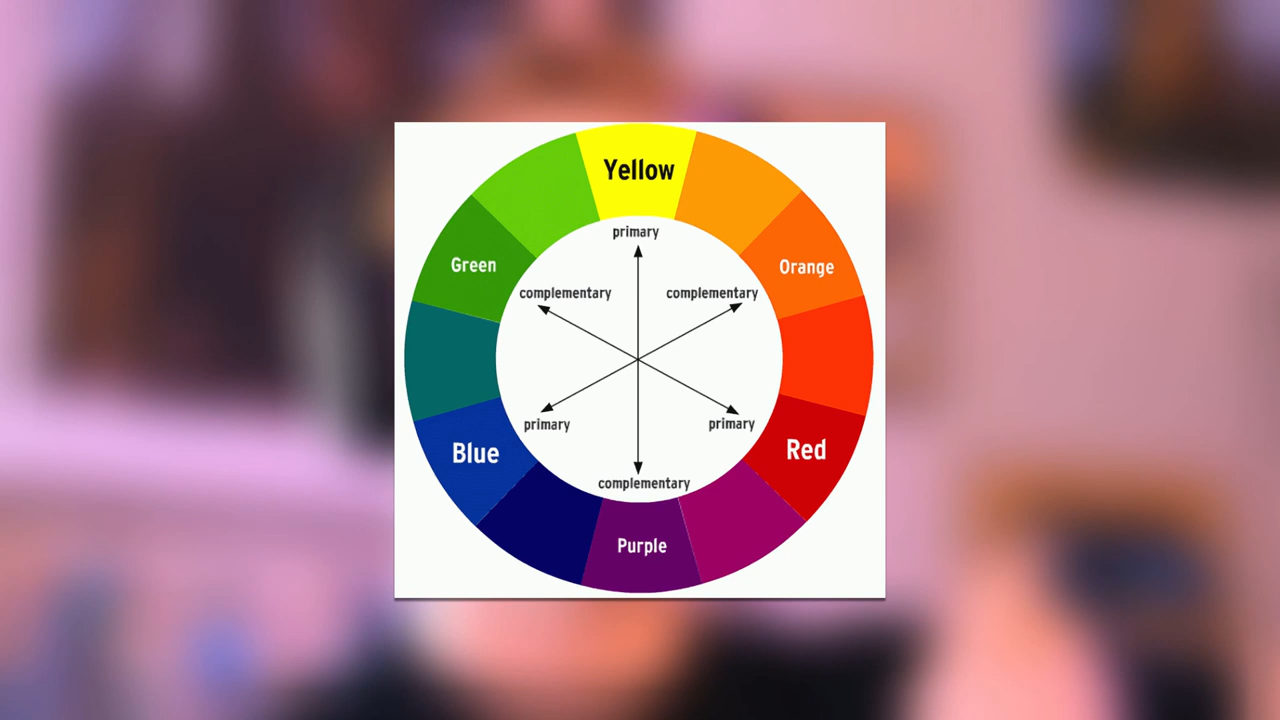 Yellow
primary
Green
Orange
complementary
complementary
primary
primary
Blue
Red
complementary
Purple